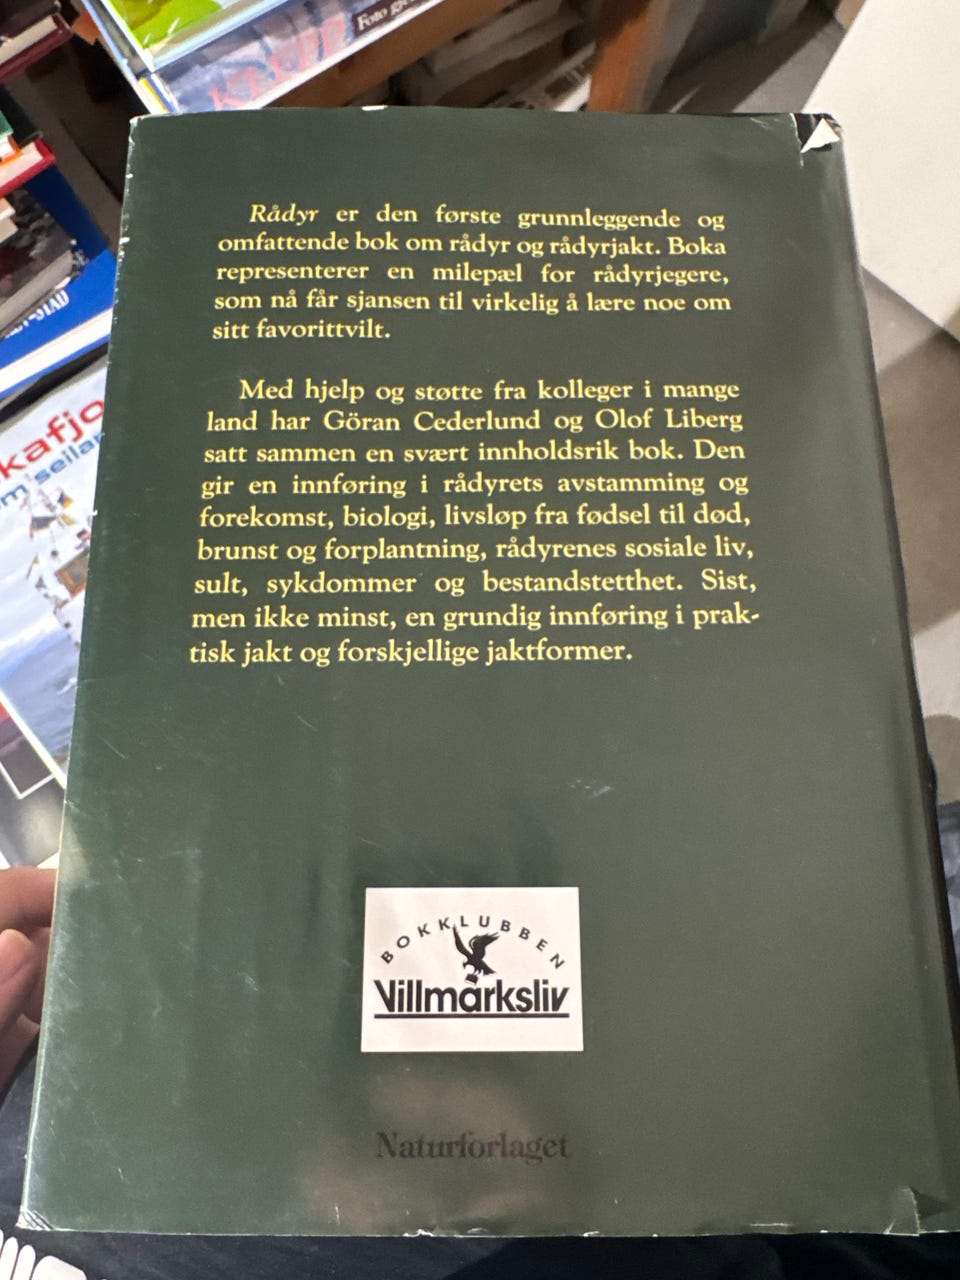 Foto
KLUBB
Rådyr er den første grunnleggende og
omfattende bok om rådyr og rådyrjakt. Boka
representerer en milepæl for rådyrjegere,
som nå får sjansen til virkelig å lære noe om
sitt favorittvilt.
Med hjelp og støtte fra kolleger i mange
land har Göran Cederlund og Olof Liberg
satt sammen en svært innholdsrik bok. Den
gir en innføring i rådyrets avstamming og
forekomst, biologi, livsløp fra fødsel til død,
brunst og forplantning, rådyrenes sosiale liv,
sult, sykdommer og bestandstetthet. Sist,
men ikke minst, en grundig innføring i prak-
tisk jakt og forskjellige jaktformer.
BOKKLUBBEN
Villmarksliv
Naturforlaget